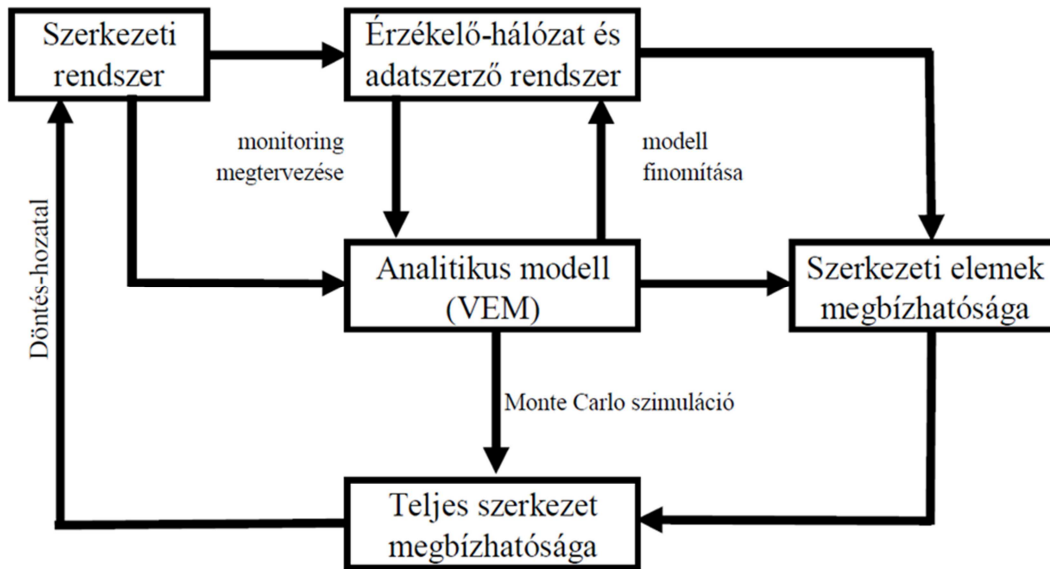 Szerkezeti
rendszer
Érzékelő-hálózat és
adatszerző rendszer
monitoring
megtervezése
modell
finomítása
Döntés-hozatal
Analitikus modell
(VEM)
Szerkezeti elemek
megbízhatósága
Monte Carlo szimuláció
Teljes szerkezet
megbízhatósága